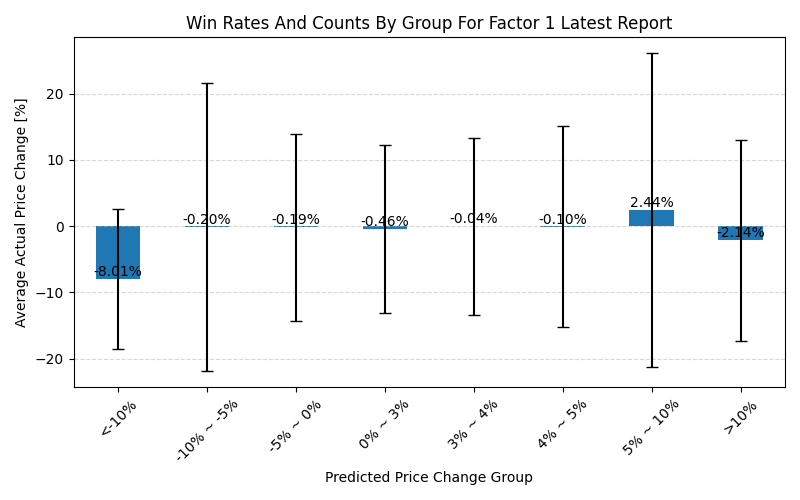 Win Rates And Counts By Group For Factor 1 Latest Report
Average Actual Price Change [%]
20
10
0
−10
−20
-8.01%
-0.20%
-0.19%
-0.46%
-0.04%
-0.10%
2.44%
-2.14%
<-10%
-10% ~ -5%
-5% ~ 0%
0% ~ 3%
3% ~ 4%
4% ~ 5%
5% ~ 10%
>10%
Predicted Price Change Group